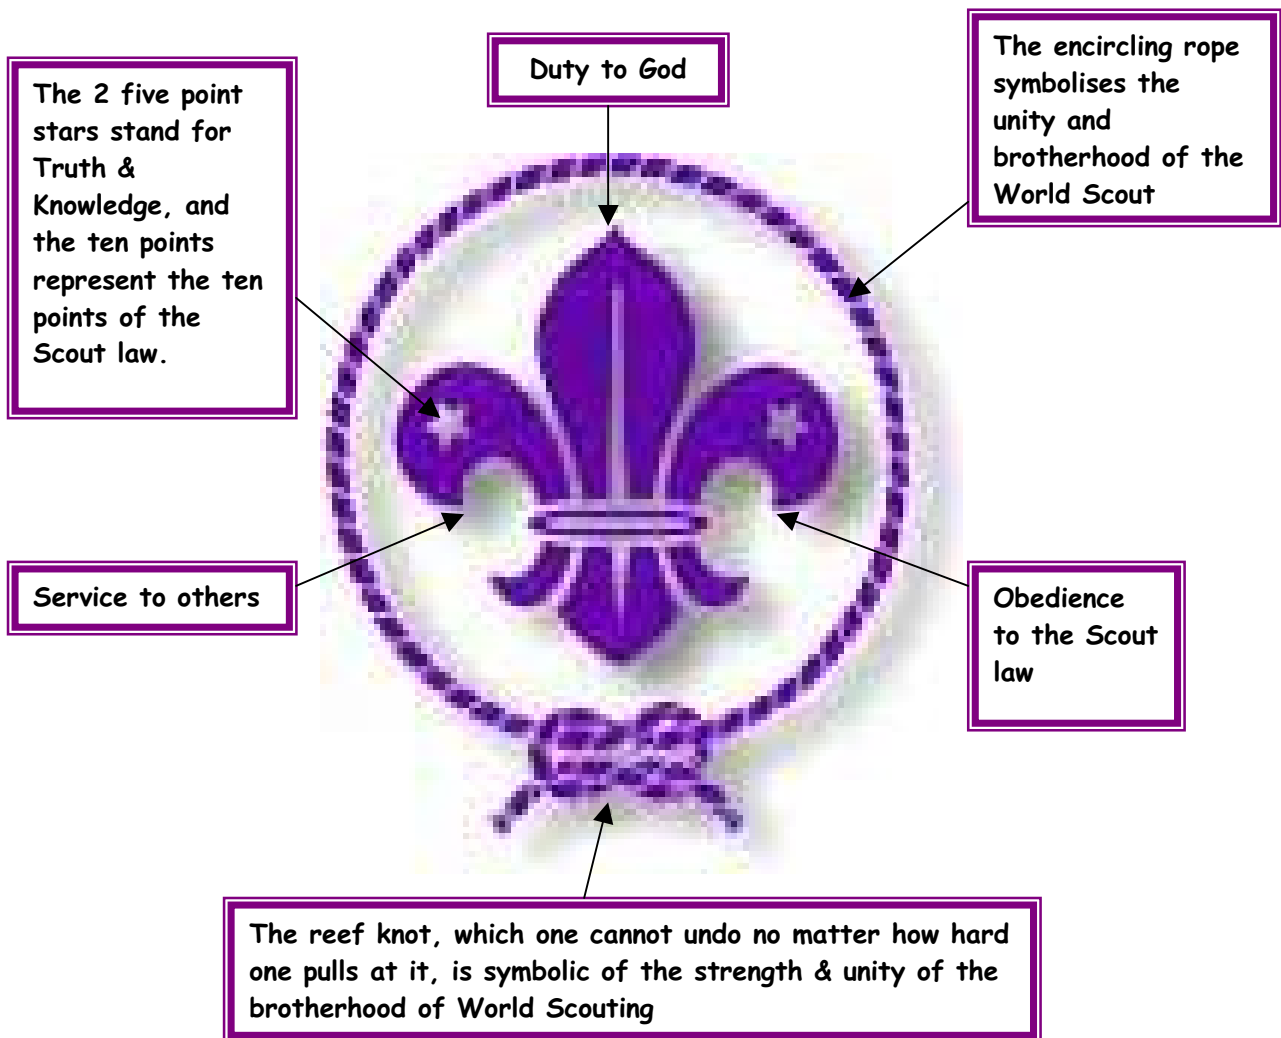 Duty to God
The encircling rope
symbolises the
unity and
brotherhood of the
World Scout
The 2 five point
stars stand for
Truth &
Knowledge, and
the ten points
represent the ten
points of the
Scout law.
Service to others
Obedience
to the Scout
law
The reef knot, which one cannot undo no matter how hard
one pulls at it, is symbolic of the strength & unity of the
brotherhood of World Scouting